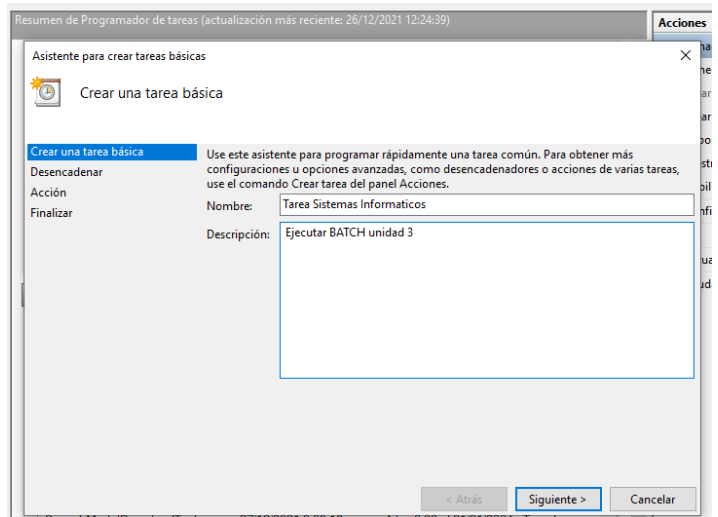 Resumen de Programador de tareas (actualización más reciente: 26/12/2021 12:24:39)
Acciones
Asistente para crear tareas básicas
Crear una tarea básica
Crear una tarea básica
Desencadenar
Acción
Finalizar
Use este asistente para programar rápidamente una tarea común. Para obtener más
configuraciones u opciones avanzadas, como desencadenadores o acciones de varias tareas,
use el comando Crear tarea del panel Acciones.
Nombre: Tarea Sistemas Informaticos
Descripción: Ejecutar BATCH unidad 3
< Atrás Siguiente > Cancelar